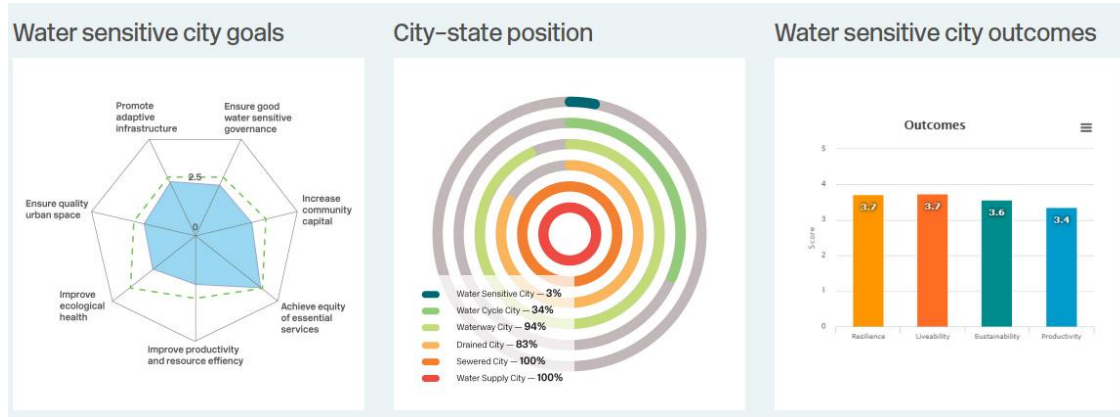 Water sensitive city goals
Promote
adaptive
infrastructure
Ensure good
water sensitive
governance
2.5
Ensure quality
urban space
Increase
community
capital
0
Improve
ecological
health
Achieve equity
of essential
services
Improve productivity
and resource effiency
City-state position
Water Sensitive City — 3%
Water Cycle City — 34%
Waterway City — 94%
Drained City — 83%
Sewered City — 100%
Water Supply City — 100%
Water sensitive city outcomes
Outcomes
5
4
3
2
1
0
Score
3.7
3.7
3.6
3.4
Resilience
Liveability
Sustainability
Productivity